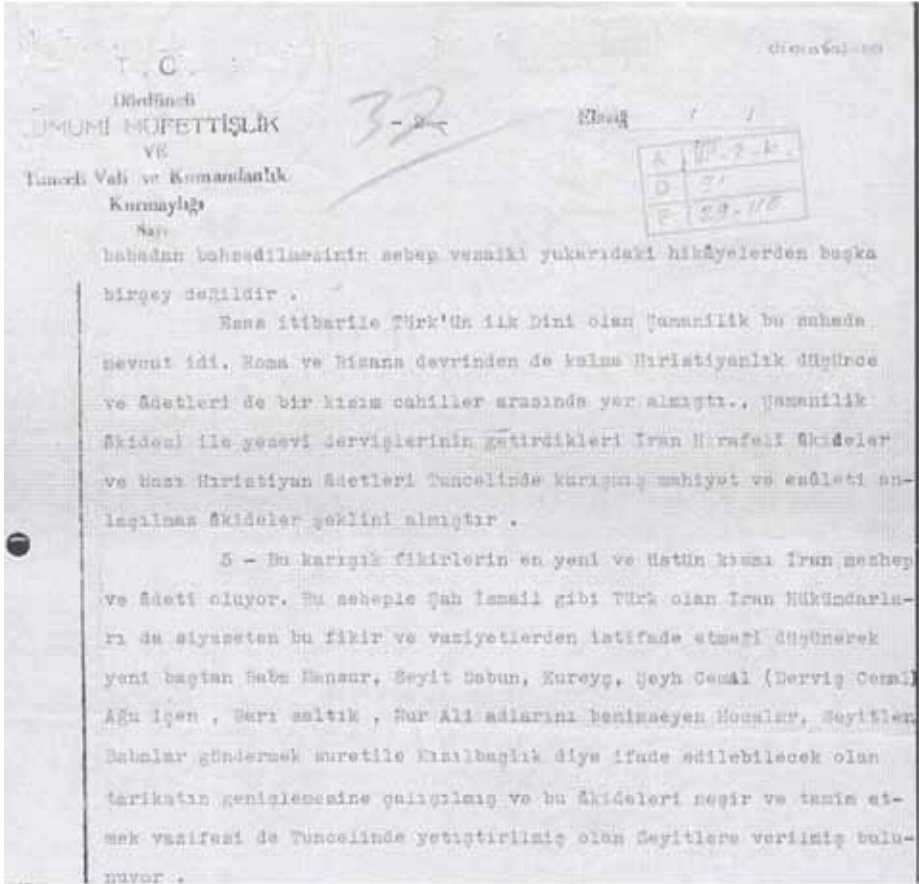 T. C.
Dördüncü
UMUMİ MÜFETTİŞLİK
VE
Tunceli Vali ve Komandanlık
Kurmaylığı
Sayı
32
- 2 -
Elazığ / /
A
D
F
babadan bahsedilmesinin sebep vesaiki yukarıdaki hikâyelerden başka
birşey değildir .
Esas itibarile Türk'ün ilk Dini olan Şamanilik bu sahada
mevcut idi. Roma ve Bizans devrinden de kalma Hıristiyanlık düşünce
ve âdetleri de bir kısım cahiller arasında yer almıştı., Şamanilik
âkidesi ile yesevi dervişlerinin getirdikleri İran Hurafeli âkideler
ve bazı Hıristiyan âdetleri Tuncelinde karışmış mahiyet ve esâleti an-
laşılmaz âkideler şeklini almıştır .
5 - Bu karışık fikirlerin en yeni ve üstün kısmı İran mezhep
ve âdeti oluyor. Bu sebeple Şah İsmail gibi Türk olan İran Hükümdarla-
rı da siyaseten bu fikir ve vaziyetlerden istifade etmeği düşünerek
yeni baştan Baba Mansur, Seyit Sabun, Kureyş, Şeyh Cemâl (Derviş Cemal)
Ağu içen , Sarı saltık , Nur Ali adlarını benimseyen Hocalar, Seyitler
Babalar göndermek suretile Kızılbaşlık diye ifade edilebilecek olan
tarikatın genişlemesine çalışılmış ve bu âkideleri neşir ve tamim et-
mek vazifesi de Tuncelinde yetiştirilmiş olan Seyitlere verilmiş bulu-
nuyor .